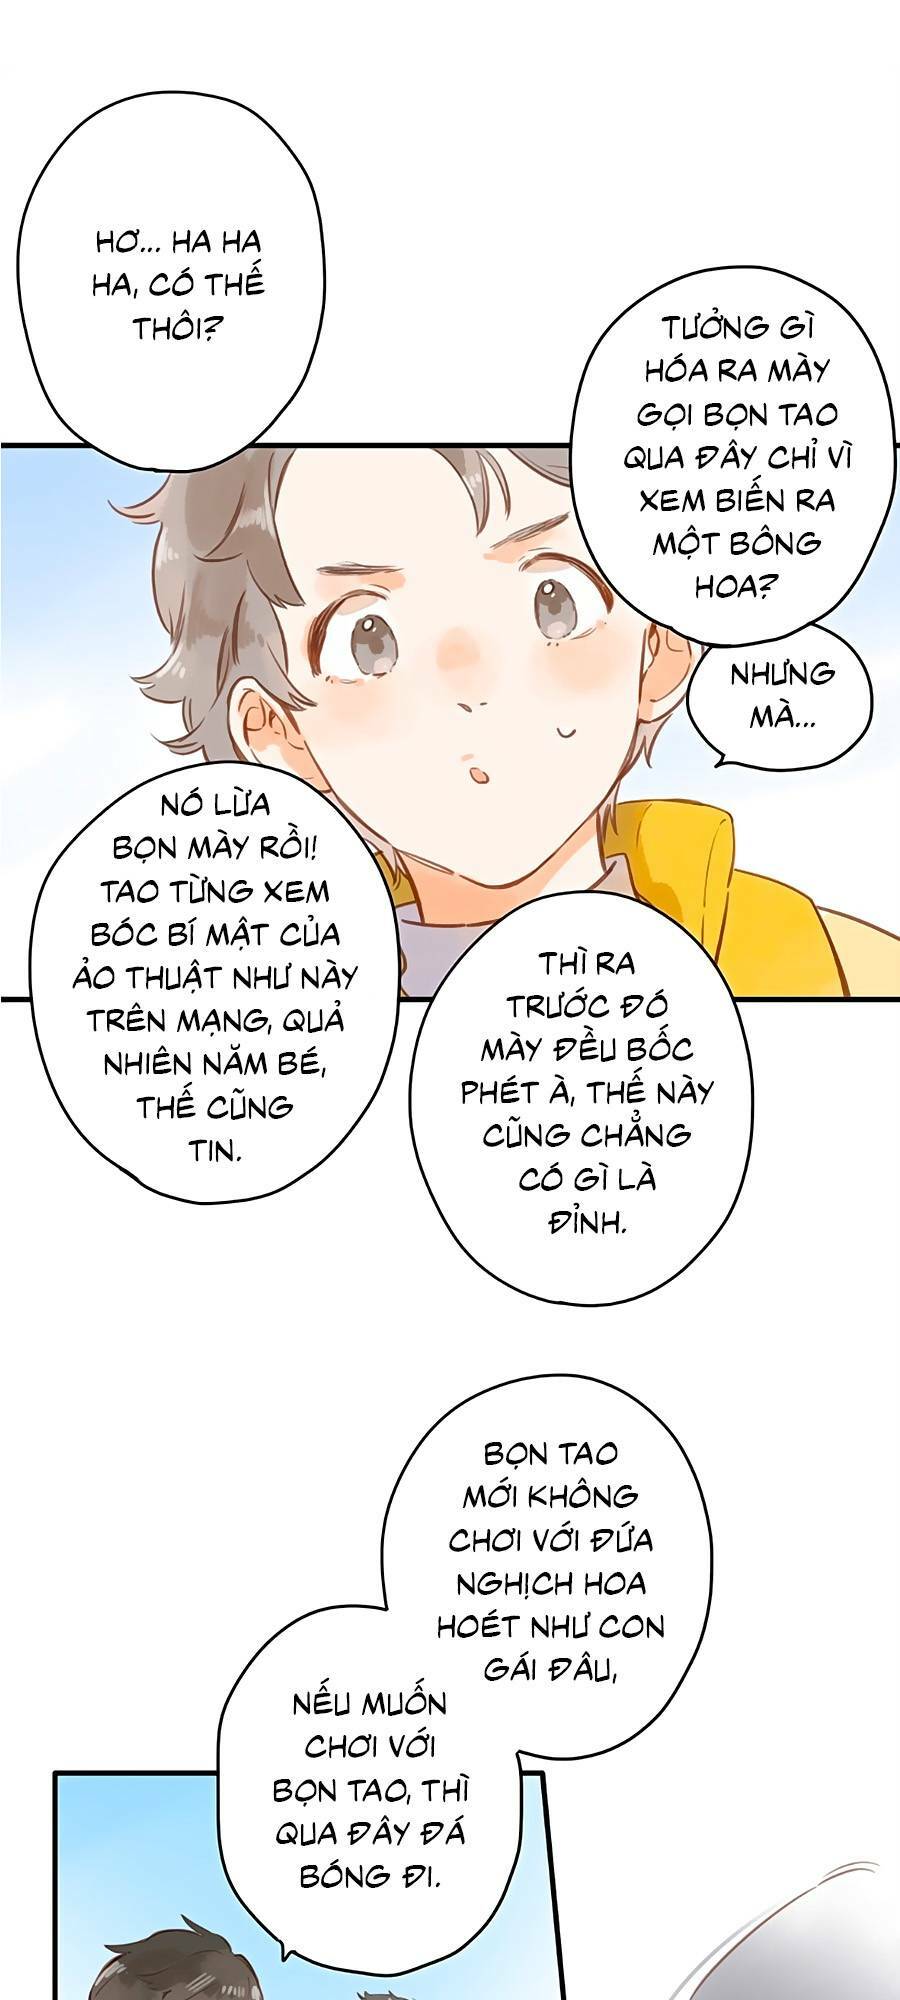 HƠ... HA HA
HA, CÓ THẾ
THÔI?
TƯỞNG GÌ
HÓA RA MÀY
GỌI BỌN TAO
QUA ĐÂY CHỈ VÌ
XEM BIẾN RA
MỘT BÔNG
HOA?
NHƯNG
MÀ...
NÓ LỪA
BỌN MÀY RỒI!
TAO TỪNG XEM
BÓC BÍ MẬT CỦA
ẢO THUẬT NHƯ NÀY
TRÊN MẠNG, QUẢ
NHIÊN NĂM BÉ,
THẾ CŨNG
TIN.
THÌ RA
TRƯỚC ĐÓ
MÀY ĐỀU BỐC
PHÉT À, THẾ NÀY
CŨNG CHẲNG
CÓ GÌ LÀ
ĐỈNH.
BỌN TAO
MỚI KHÔNG
CHƠI VỚI ĐỨA
NGHỊCH HOA
HOÉT NHƯ CON
GÁI ĐÂU,
NẾU MUỐN
CHƠI VỚI
BỌN TAO, THÌ
QUA ĐÂY ĐÁ
BÓNG ĐI.